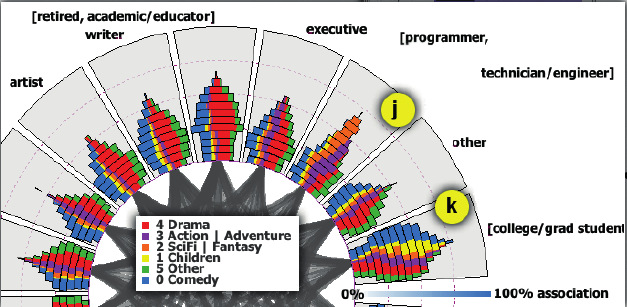 [retired, academic/educator]
writer
executive
[programmer,
technician/engineer]
artist
j
other
k
[college/grad student
4 Drama
3 Action | Adventure
2 SciFi | Fantasy
1 Children
5 Other
0 Comedy
0%
100% association